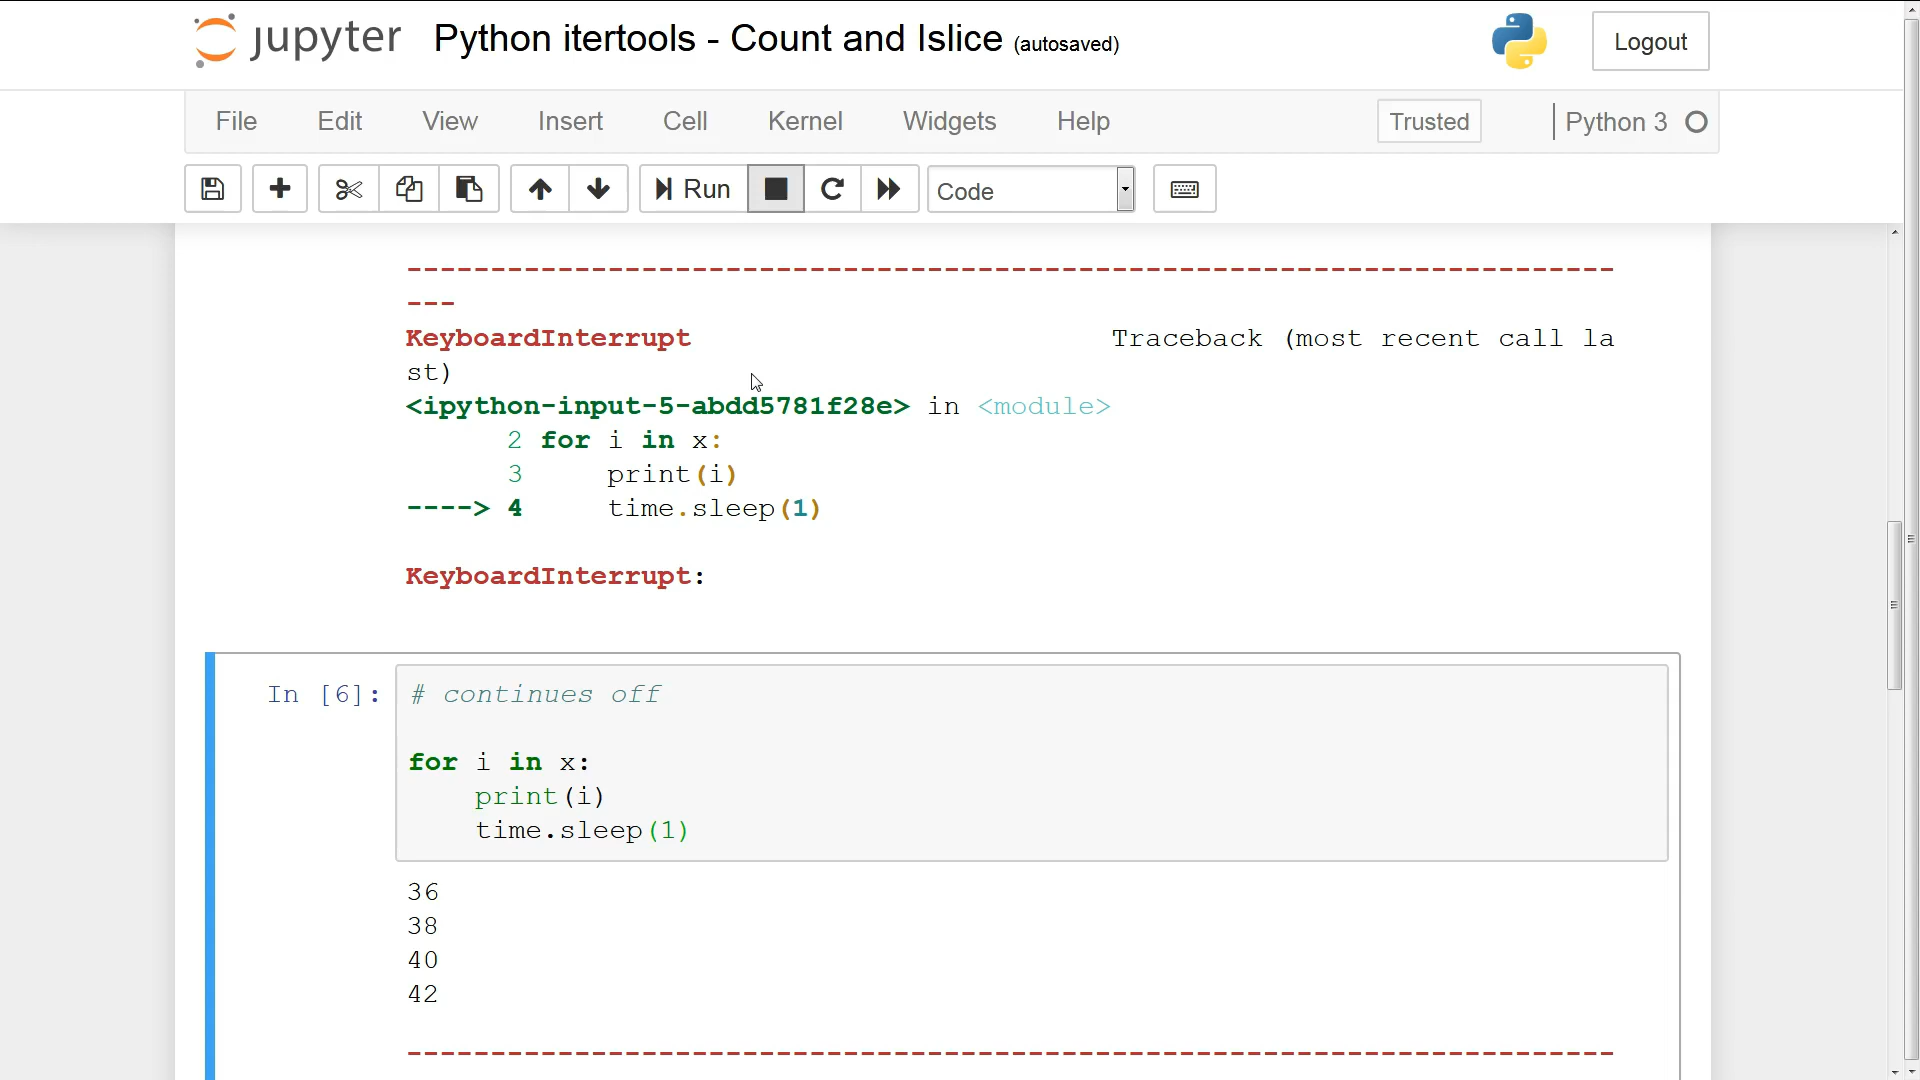 jupyter Python itertools - Count and Islice (autosaved) Logout
File Edit View Insert Cell Kernel Widgets Help Trusted Python 3
Run Code
---------------------------------------------------------------------------
KeyboardInterrupt Traceback (most recent call la
st)
<ipython-input-5-abdd5781f28e> in <module>
2 for i in x:
3 print(i)
----> 4 time.sleep(1)
KeyboardInterrupt:
In [6]: # continues off
for i in x:
print(i)
time.sleep(1)
36
38
40
42
------------------------------------------------------------------------